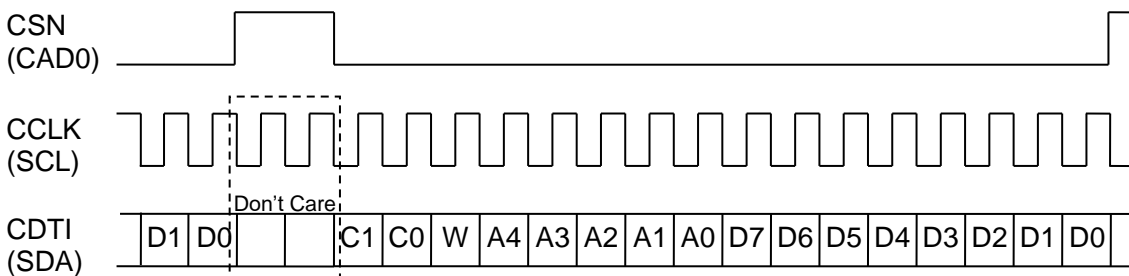 CSN
(CAD0)
CCLK
(SCL)
Don't Care
CDTI
(SDA)
D1 D0 C1 C0 W A4 A3 A2 A1 A0 D7 D6 D5 D4 D3 D2 D1 D0